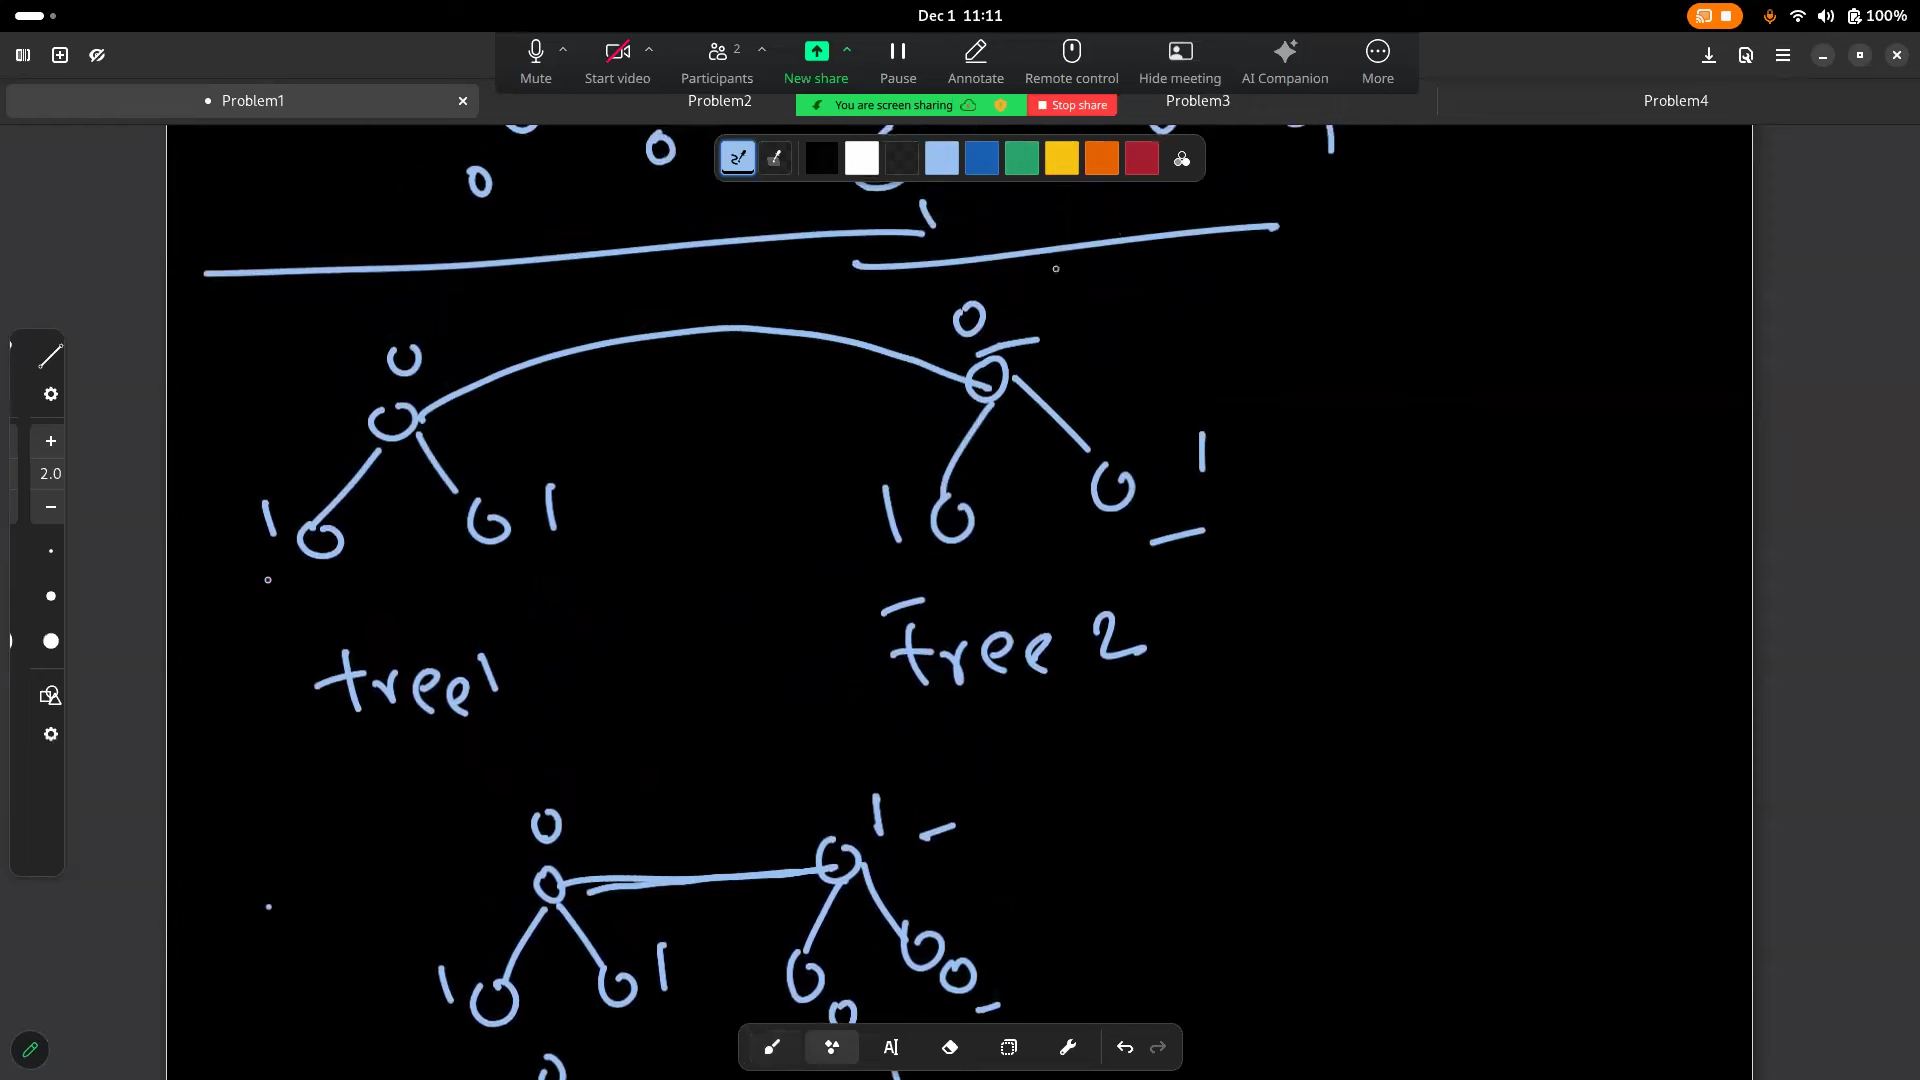 Dec 1 11:11
100%
Mute
Start video
2
Participants
New share
Pause
Annotate
Remote control
Hide meeting
AI Companion
More
Problem1
Problem2
You are screen sharing
Stop share
Problem3
Problem4
0
0
1
0
0
1
1
1
1
2.0
tree1
Tree 2
0
1
1
1
0
0
0